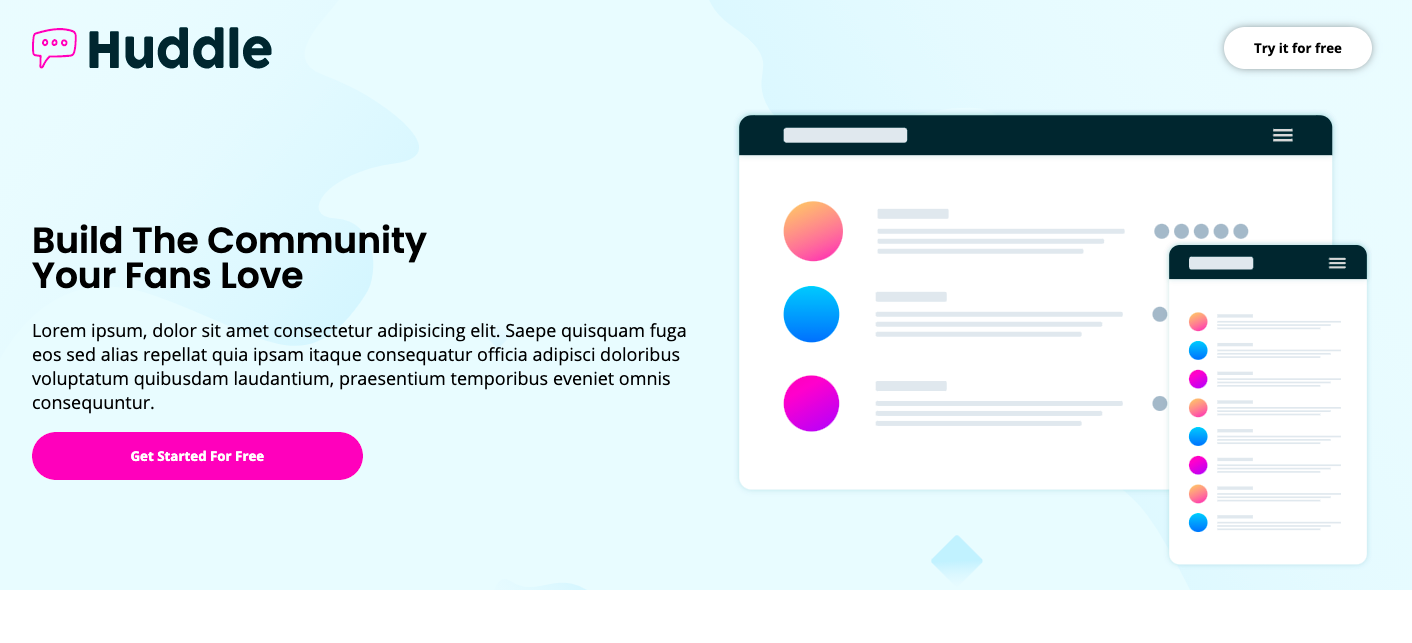 Huddle
Try it for free
Build The Community
Your Fans Love
Lorem ipsum, dolor sit amet consectetur adipisicing elit. Saepe quisquam fuga
eos sed alias repellat quia ipsam itaque consequatur officia adipisci doloribus
voluptatum quibusdam laudantium, praesentium temporibus eveniet omnis
consequuntur.
Get Started For Free